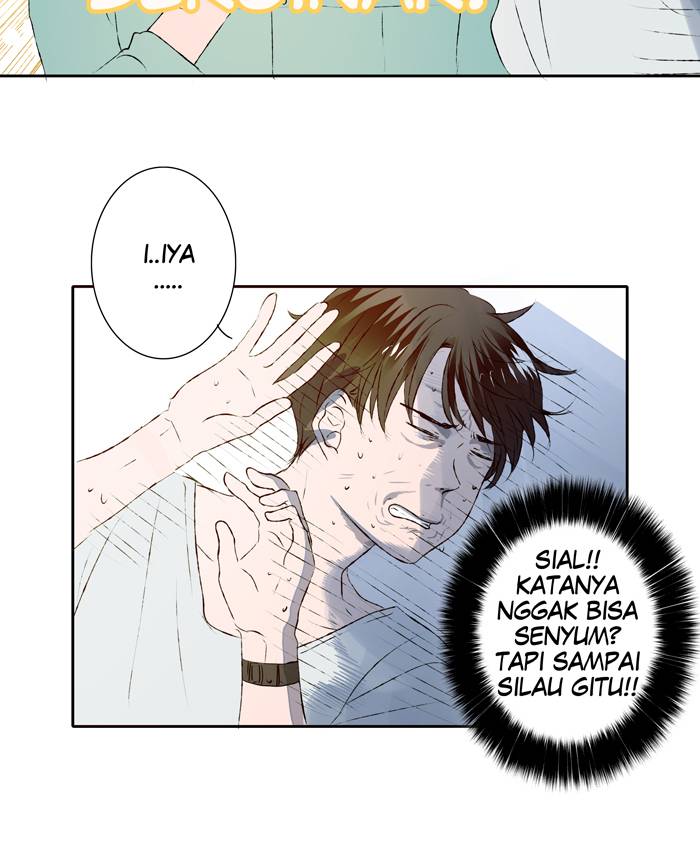 I..IYA
.....
SIAL!!
KATANYA
NGGAK BISA
SENYUM?
TAPI SAMPAI
SILAU GITU!!